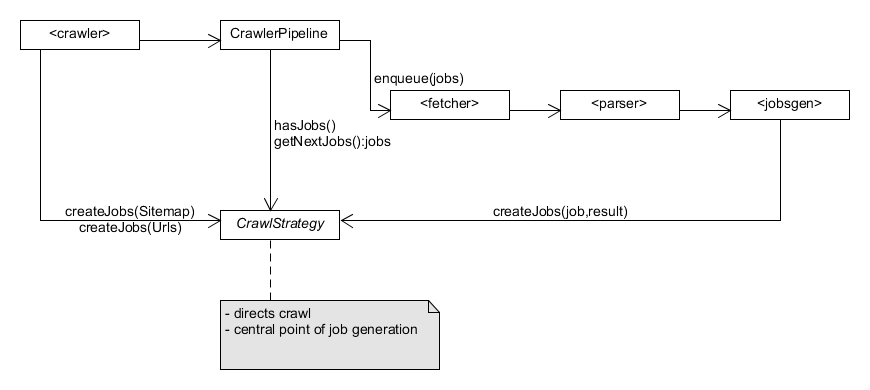 <crawler>
CrawlerPipeline
enqueue(jobs)
<fetcher>
<parser>
<jobsgen>
hasJobs()
getNextJobs():jobs
createJobs(Sitemap)
createJobs(Urls)
CrawlStrategy
createJobs(job,result)
- directs crawl
- central point of job generation